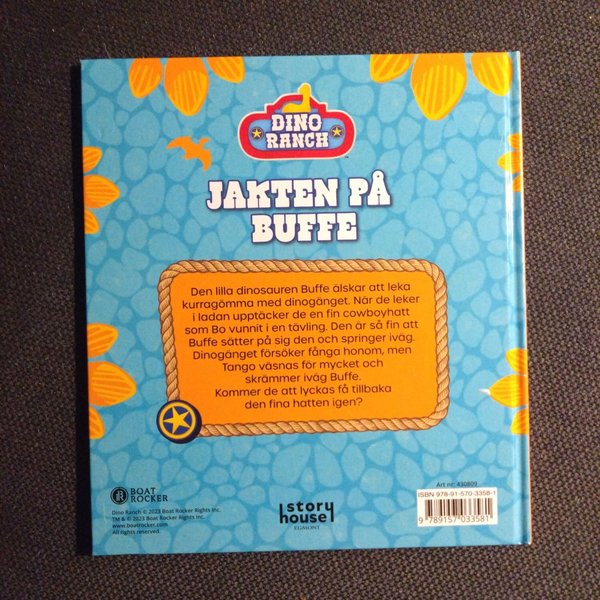 DINO
RANCH
JAKTEN PÅ
BUFFE
Den lilla dinosauren Buffe älskar att leka
kurragömma med dinogänget. När de leker
i ladan upptäcker de en fin cowboyhatt
som Bo vunnit i en tävling. Den är så fin att
Buffe sätter på sig den och springer iväg.
Dinogänget försöker fånga honom, men
Tango väsnas för mycket och
skrämmer iväg Buffe.
Kommer de att lyckas få tillbaka
den fina hatten igen?
BOAT
ROCKER
Dino Ranch © 2023 Boat Rocker Rights Inc.
TM & © 2023 Boat Rocker Rights Inc.
www.boatrocker.com
All rights reserved.
story
house
EGMONT
Art nr: 430809
ISBN 978-91-570-3358-1
9 789157 033581